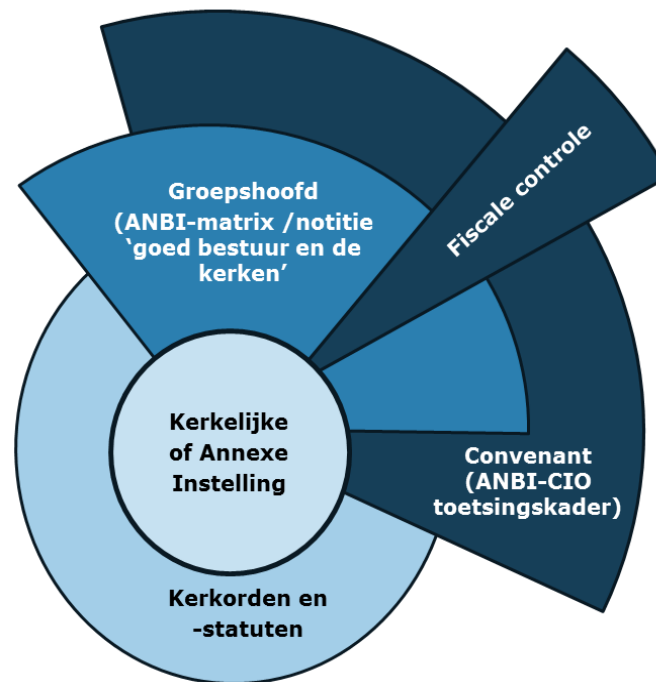 Groepshoofd
(ANBI-matrix /notitie
‘goed bestuur en de
kerken’
Fiscale controle
Kerkelijke
of Annexe
Instelling
Convenant
(ANBI-CIO
toetsingskader)
Kerkorden en
-statuten